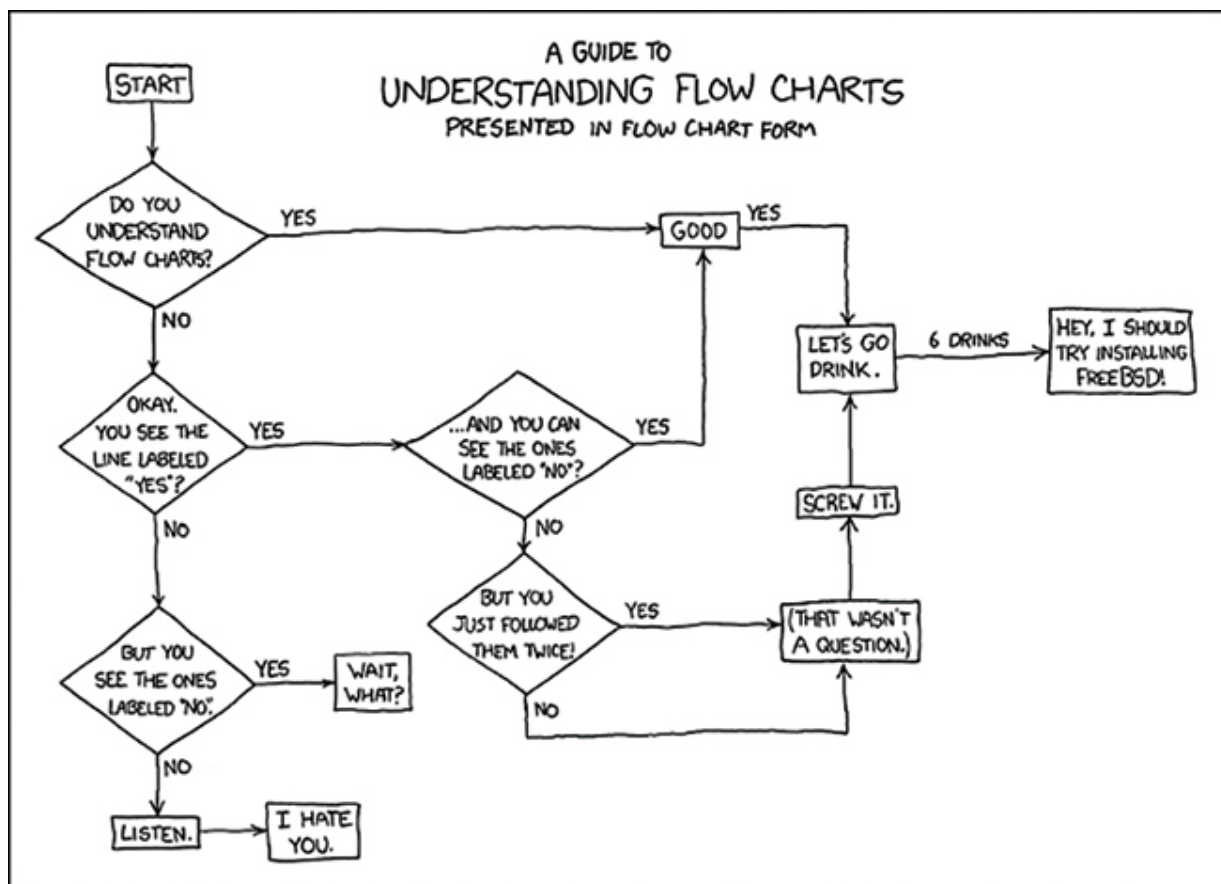 A GUIDE TO
UNDERSTANDING FLOW CHARTS
PRESENTED IN FLOW CHART FORM
START
DO YOU
UNDERSTAND
FLOW CHARTS?
YES
GOOD
YES
NO
LET'S GO
DRINK.
6 DRINKS
HEY, I SHOULD
TRY INSTALLING
FREEBSD!
OKAY.
YOU SEE THE
LINE LABELED
"YES"?
YES
...AND YOU CAN
SEE THE ONES
LABELED "NO"?
YES
NO
NO
SCREW IT.
BUT YOU
JUST FOLLOWED
THEM TWICE!
YES
(THAT WASN'T
A QUESTION.)
NO
BUT YOU
SEE THE ONES
LABELED "NO".
YES
WAIT,
WHAT?
NO
LISTEN.
I HATE
YOU.